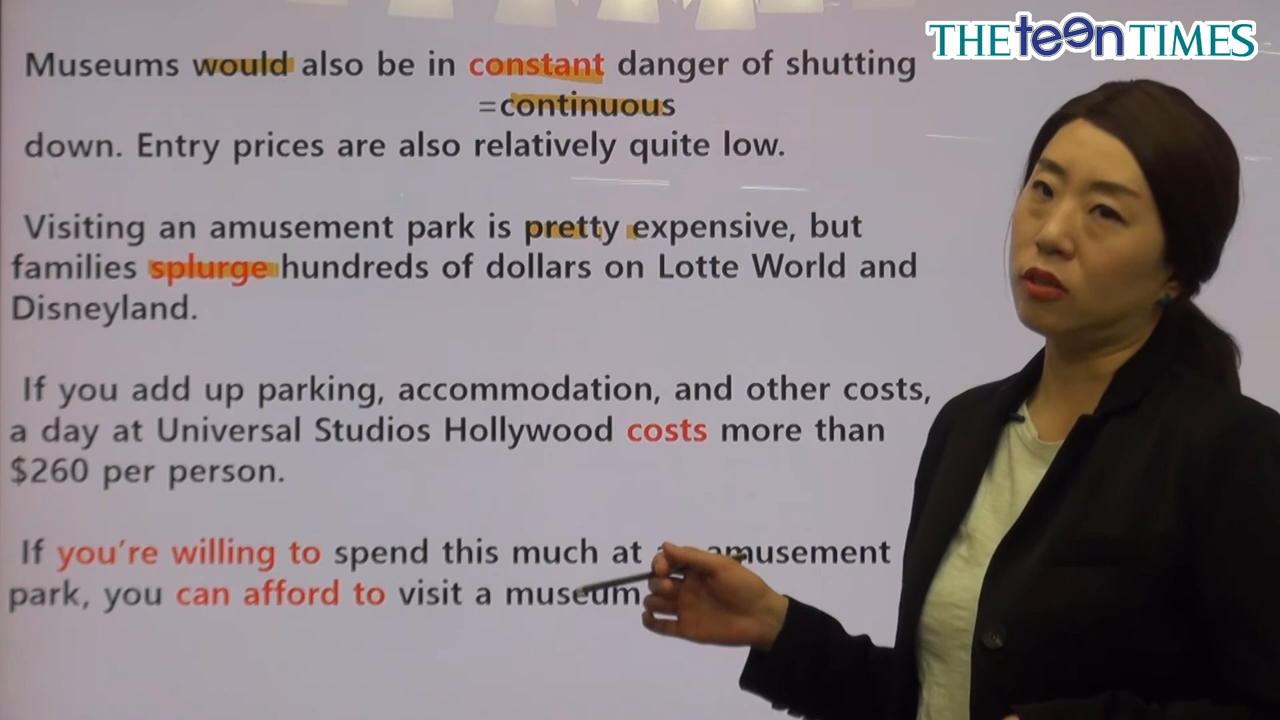 THE teen TIMES
Museums would also be in constant danger of shutting
=continuous
down. Entry prices are also relatively quite low.
Visiting an amusement park is pretty expensive, but
families splurge hundreds of dollars on Lotte World and
Disneyland.
If you add up parking, accommodation, and other costs,
a day at Universal Studios Hollywood costs more than
$260 per person.
If you're willing to spend this much at amusement
park, you can afford to visit a museum